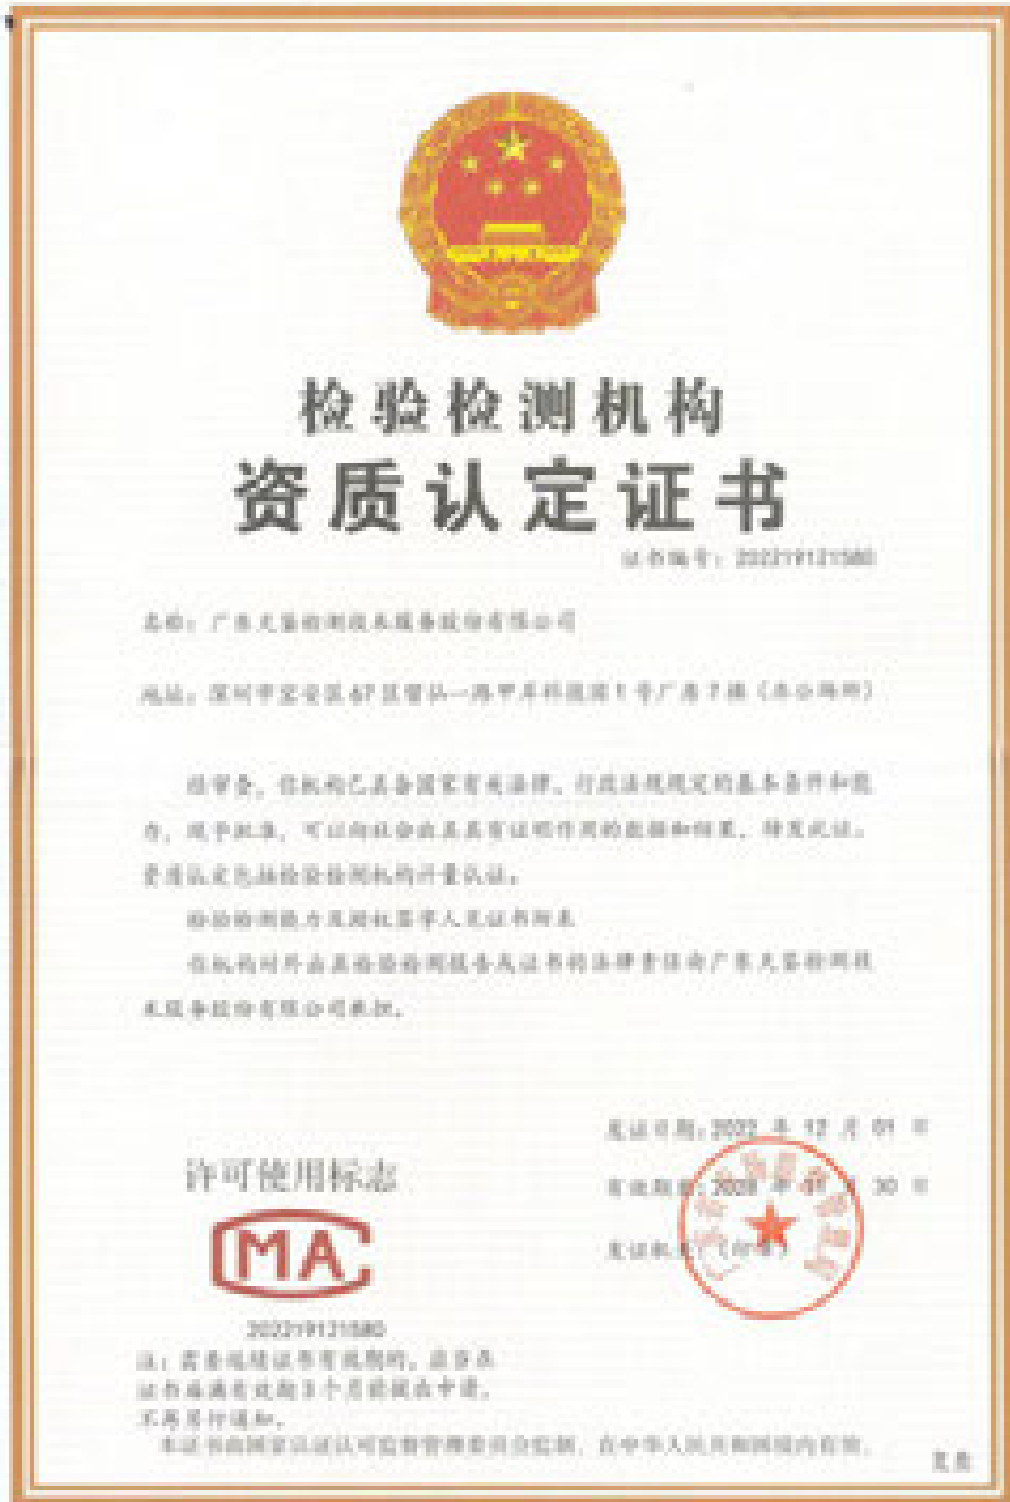 检验检测机构
资质认定证书
证书编号：202219121580
名称：广东天鉴检测技术服务股份有限公司
地址：深圳市宝安区67区留仙一路甲岸科技园1号厂房7楼（办公场所）
经审查，你机构已具备国家有关法律、行政法规规定的基本条件和能
力，现予批准，可以向社会出具具有证明作用的数据和结果，特发此证。
资质认定包括检验检测机构计量认证。
检验检测能力及授权签字人见证书附表
你机构对外出具检验检测报告或证书的法律责任由广东天鉴检测技
术服务股份有限公司承担。
发证日期：2022 年 12 月 01 日
许可使用标志
有效期至：2028 年 月 30 日
MA
发证机关：（印章）
202219121580
注：需要延续证书有效期的，应当在
证书届满有效期3个月前提出申请，
不再另行通知。
本证书由国家认证认可监督管理委员会监制，在中华人民共和国境内有效。